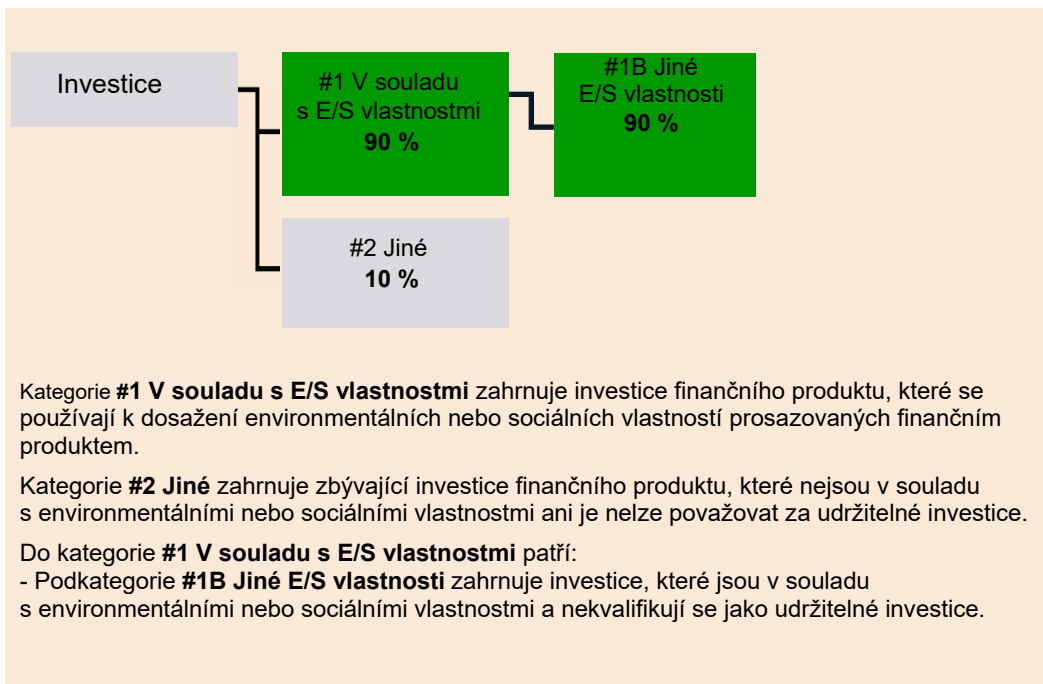 Investice
#1 V souladu
s E/S vlastnostmi
90 %
#1B Jiné
E/S vlastnosti
90 %
#2 Jiné
10 %
Kategorie #1 V souladu s E/S vlastnostmi zahrnuje investice finančního produktu, které se
používají k dosažení environmentálních nebo sociálních vlastností prosazovaných finančním
produktem.
Kategorie #2 Jiné zahrnuje zbývající investice finančního produktu, které nejsou v souladu
s environmentálními nebo sociálními vlastnostmi ani je nelze považovat za udržitelné investice.
Do kategorie #1 V souladu s E/S vlastnostmi patří:
- Podkategorie #1B Jiné E/S vlastnosti zahrnuje investice, které jsou v souladu
s environmentálními nebo sociálními vlastnostmi a nekvalifikují se jako udržitelné investice.